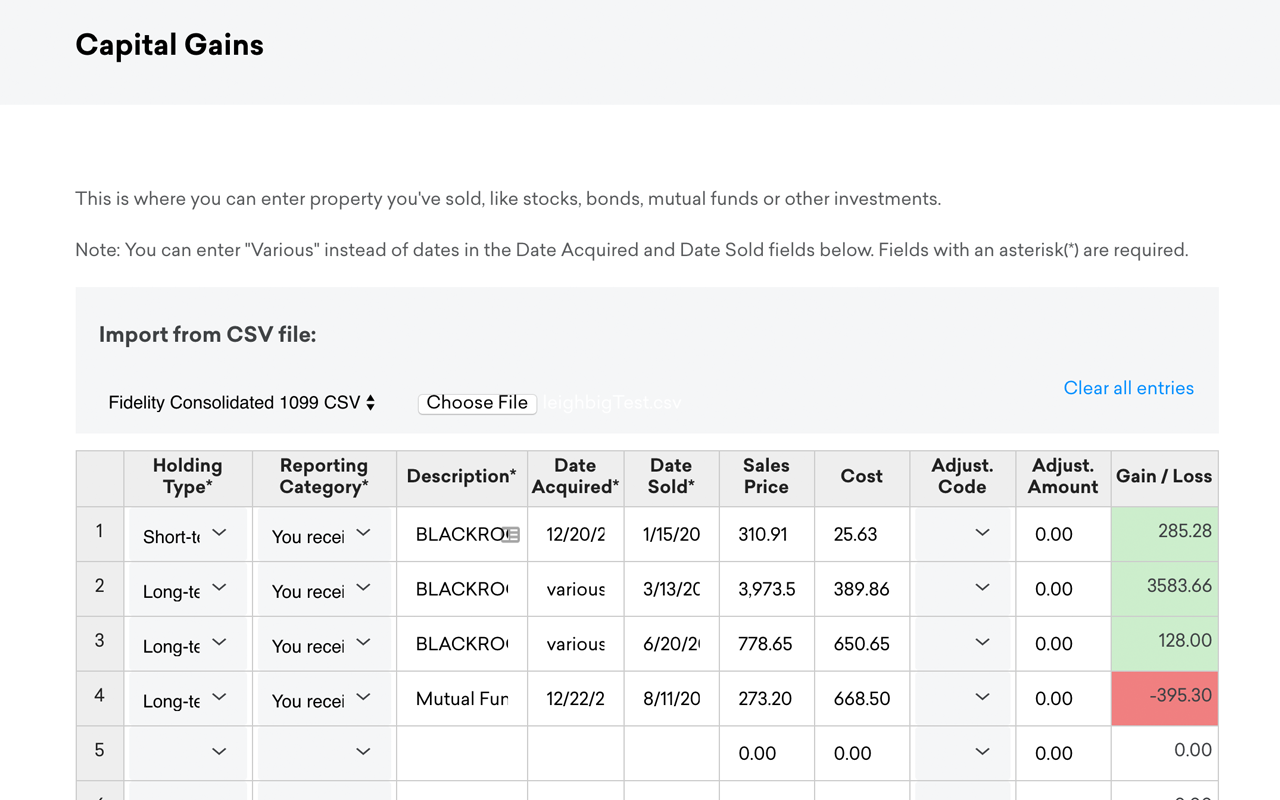 Capital Gains
This is where you can enter property you've sold, like stocks, bonds, mutual funds or other investments.
Note: You can enter "Various" instead of dates in the Date Acquired and Date Sold fields below. Fields with an asterisk(*) are required.
Import from CSV file:
Clear all entries
Fidelity Consolidated 1099 CSV Choose File leighbigTest.csv
Holding Type* Reporting Category* Description* Date Acquired* Date Sold* Sales Price Cost Adjust. Code Adjust. Amount Gain / Loss
1 Short-te You recei BLACKRO 12/20/2 1/15/20 310.91 25.63 0.00 285.28
2 Long-te You recei BLACKRO various 3/13/20 3,973.5 389.86 0.00 3583.66
3 Long-te You recei BLACKRO various 6/20/2 778.65 650.65 0.00 128.00
4 Long-te You recei Mutual Fun 12/22/2 8/11/20 273.20 668.50 0.00 -395.30
5 0.00 0.00 0.00 0.00